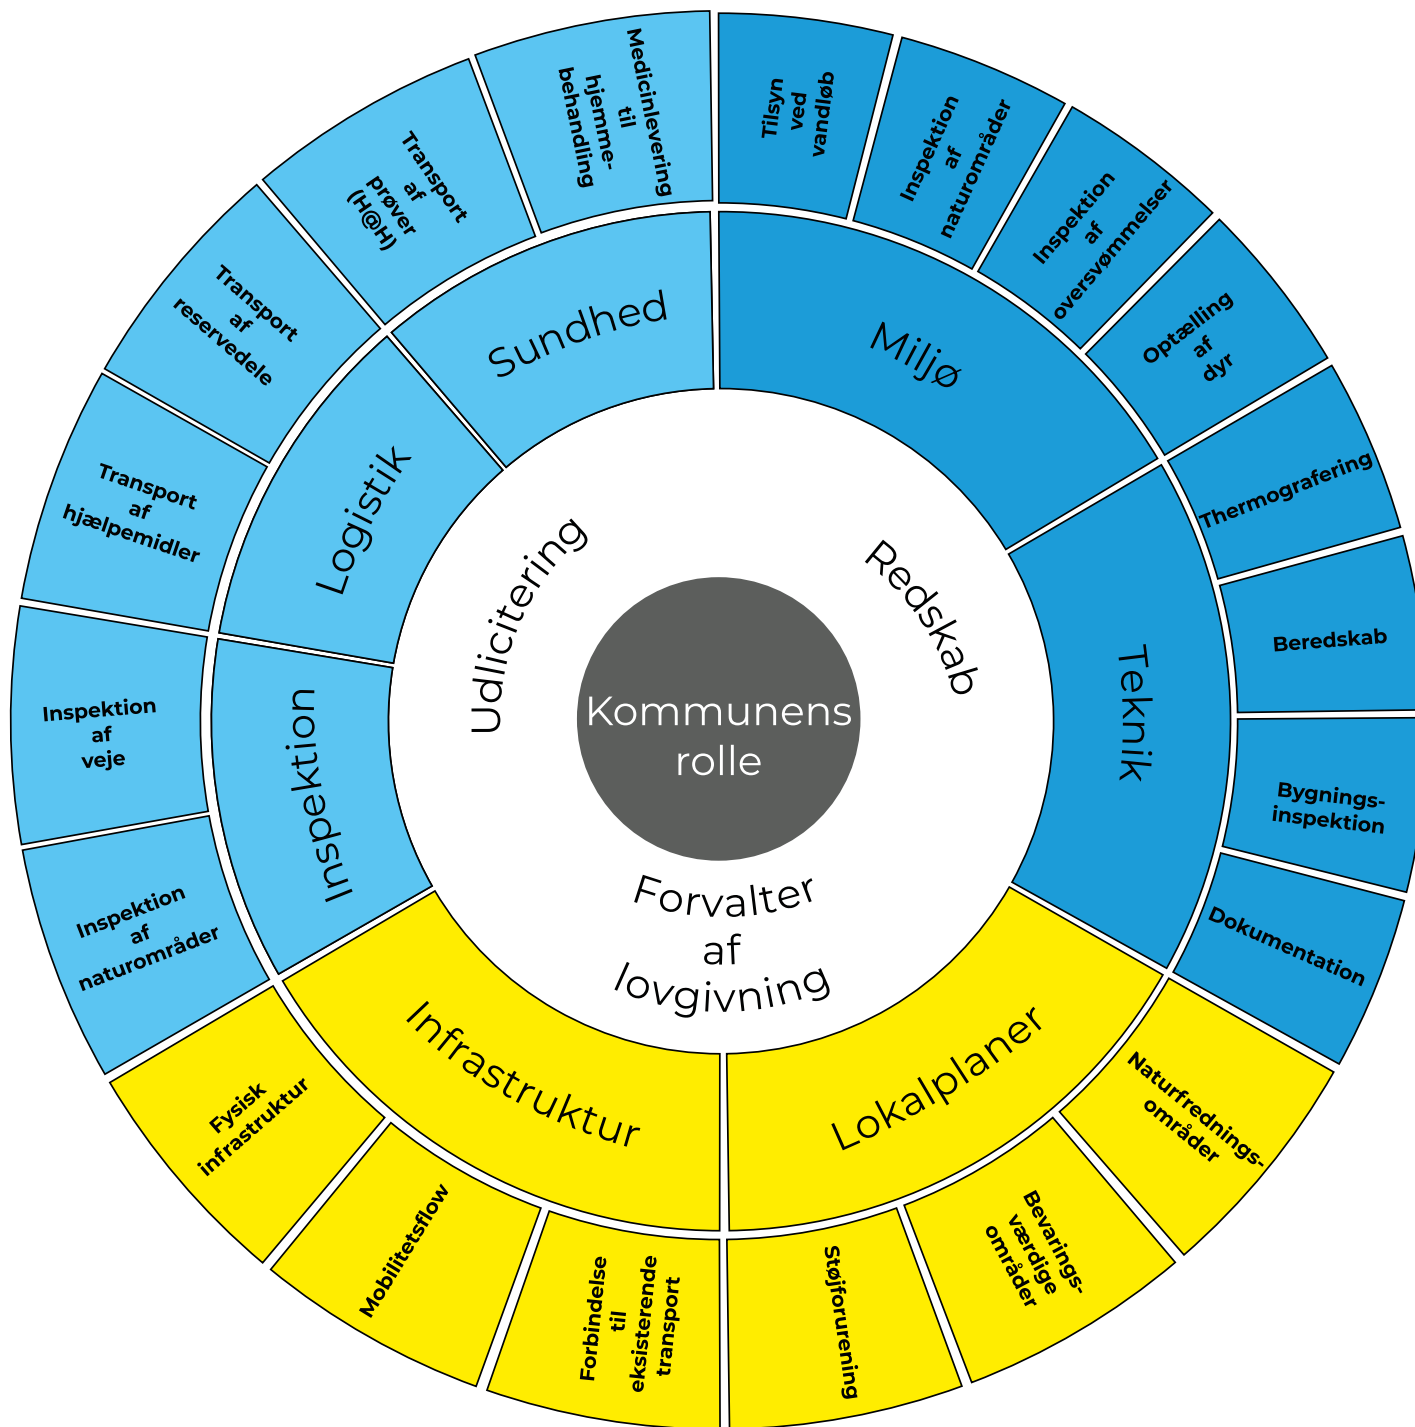 Kommunens
rolle
Udlicitering
Redskab
Forvalter
af
lovgivning
Sundhed
Medicinlevering
til
hjemme-
behandling
Transport
af
prøver
(H@H)
Logistik
Transport
af
reservedele
Transport
af
hjælpemidler
Inspektion
Inspektion
af
veje
Inspektion
af
naturområder
Miljø
Tilsyn
ved
vandløb
Inspektion
af
naturområder
Inspektion
af
oversvømmelser
Optælling
af
dyr
Teknik
Thermografering
Beredskab
Bygnings-
inspektion
Dokumentation
Lokalplaner
Naturfrednings-
områder
Bevarings-
værdige
områder
Støjforurening
Infrastruktur
Forbindelse
til
eksisterende
transport
Mobilitetsflow
Fysisk
infrastruktur